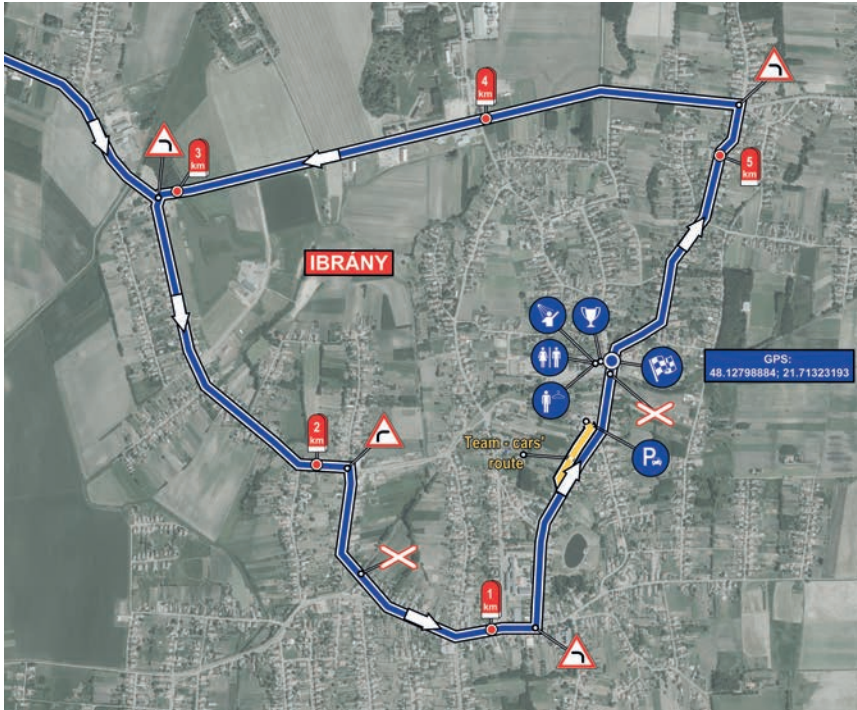 4
km
3
km
5
km
IBRÁNY
GPS:
48.12798884; 21.71323193
2
km
Team - cars'
route
P
1
km